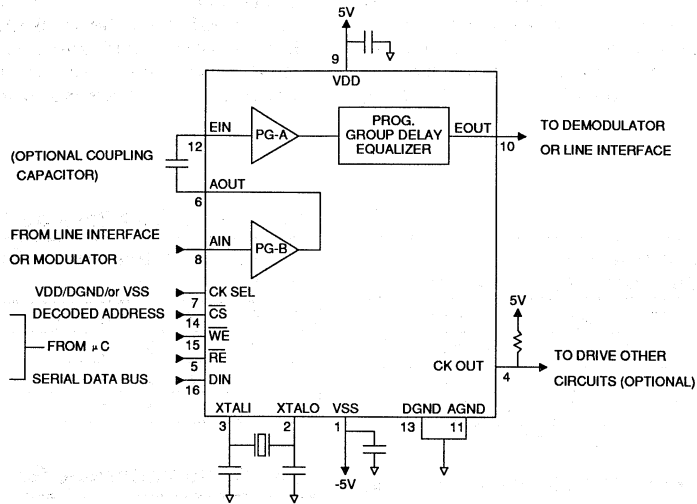 5V
9
VDD
EIN
12
PG-A
PROG.
GROUP DELAY
EQUALIZER
EOUT
10
TO DEMODULATOR
OR LINE INTERFACE
(OPTIONAL COUPLING
CAPACITOR)
AOUT
6
FROM LINE INTERFACE
OR MODULATOR
AIN
8
PG-B
VDD/DGND/or VSS
CK SEL
7
DECODED ADDRESS
CS
14
WE
15
FROM μC
RE
5
SERIAL DATA BUS
DIN
16
5V
CK OUT
4
TO DRIVE OTHER
CIRCUITS (OPTIONAL)
XTALI
XTALO
VSS
DGND
AGND
3
2
1
13
11
-5V